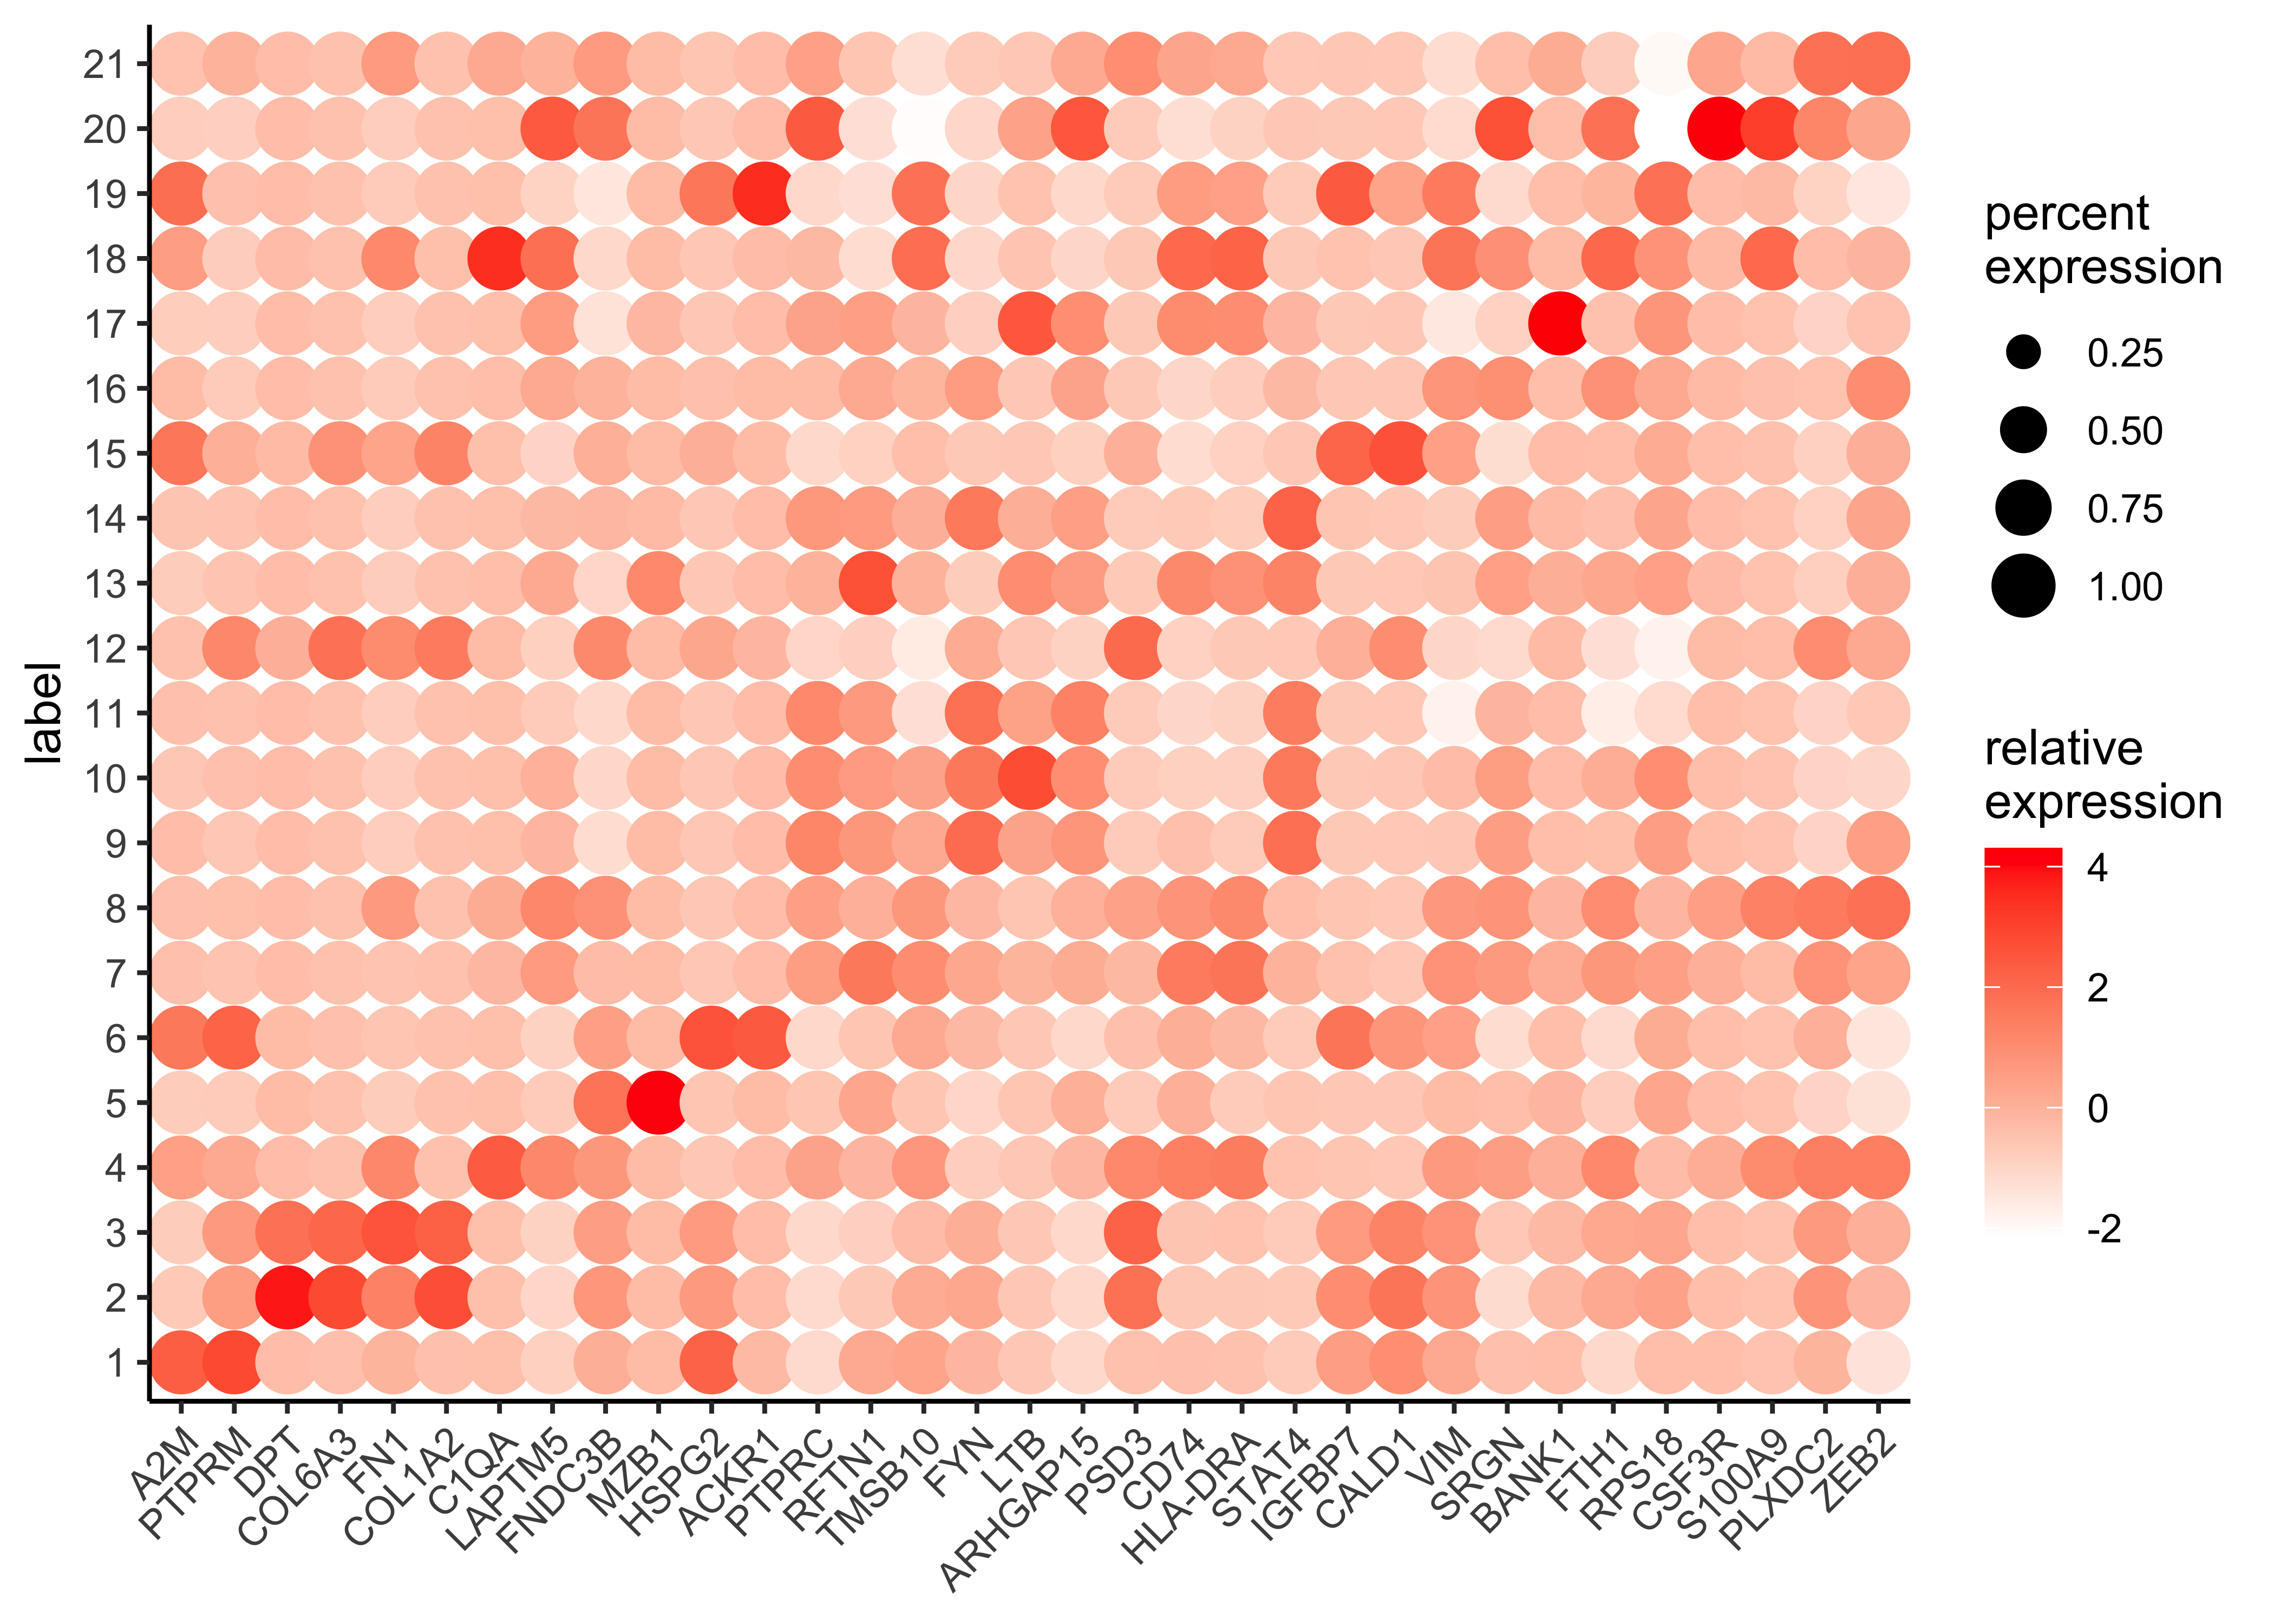 label
21
20
19
18
17
16
15
14
13
12
11
10
9
8
7
6
5
4
3
2
1
A2M
PTPRM
DPT
COL6A3
FN1
COL1A2
C1QA
LAPTM5
FNDC3B
MZB1
HSPG2
ACKR1
PTPRC
RFTN1
TMSB10
FYN
LTB
ARHGAP15
PSD3
CD74
HLA-DRA
STAT4
IGFBP7
CALD1
VIM
SRGN
BANK1
FTH1
RPS18
CSF3R
S100A9
PLXDC2
ZEB2
percent
expression
0.25
0.50
0.75
1.00
relative
expression
4
2
0
-2